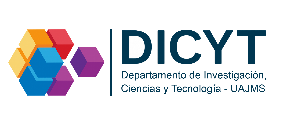 DICYT
Departamento de Investigación,
Ciencias y Tecnología - UAJMS